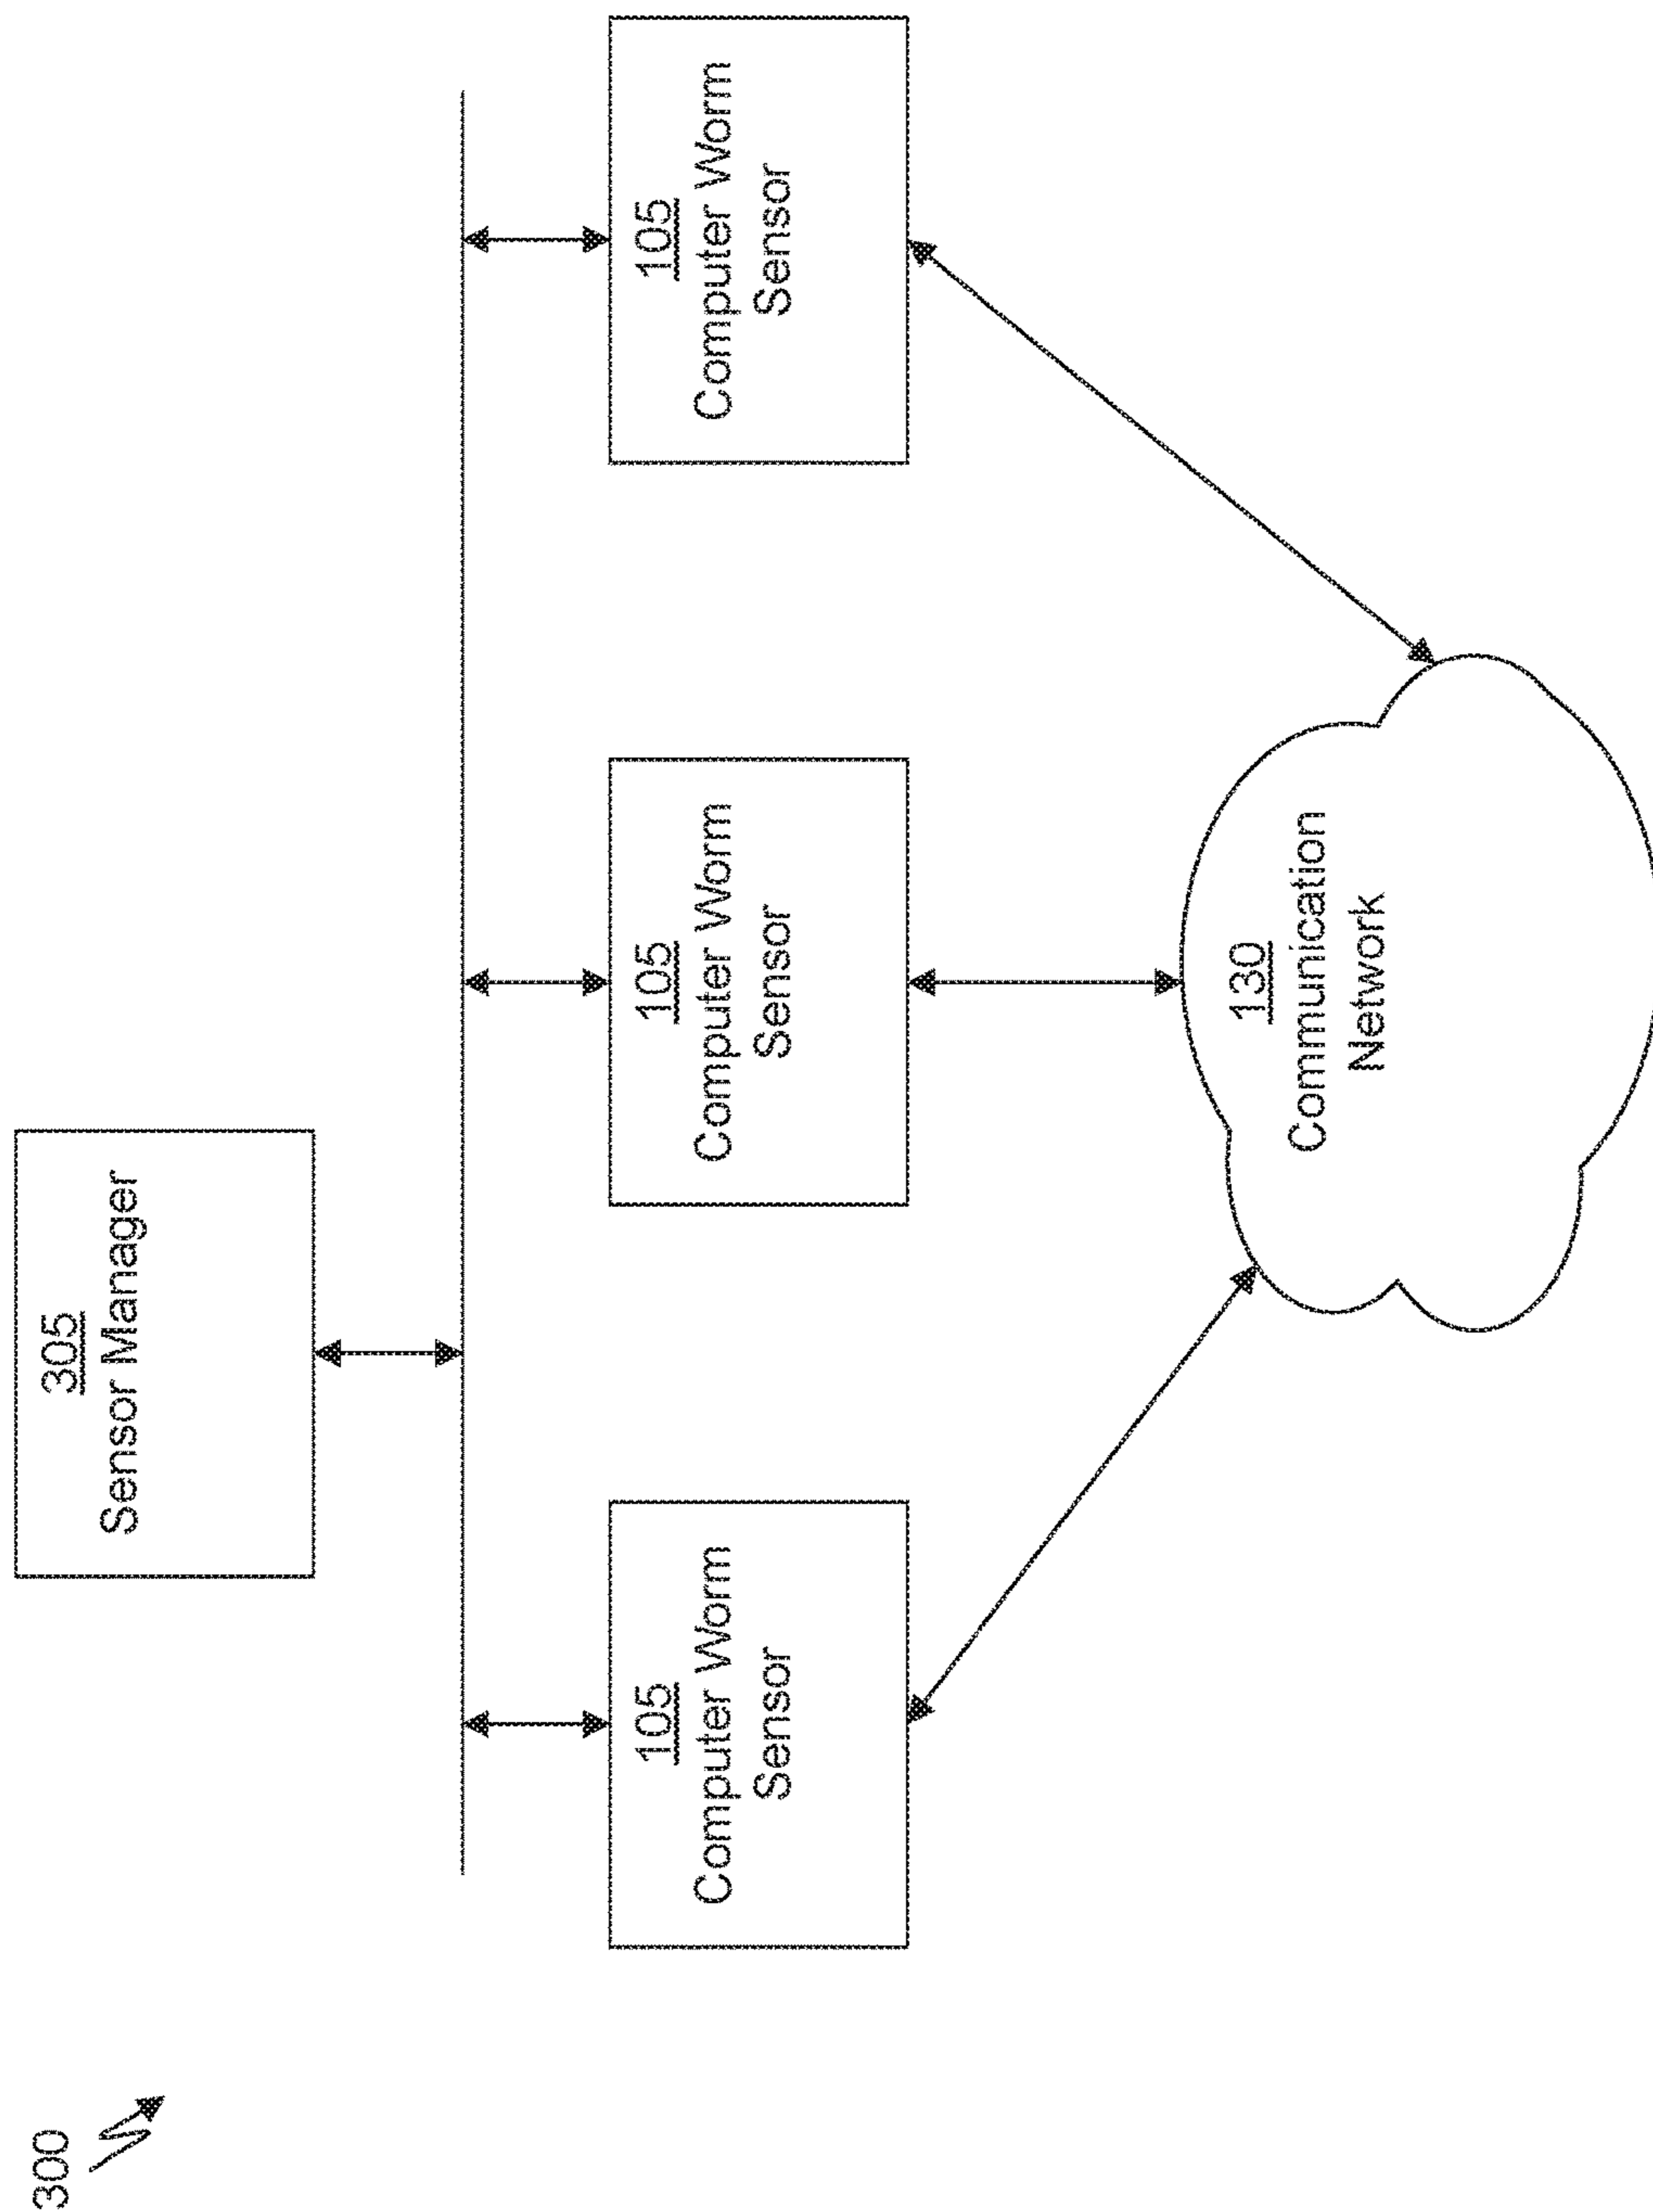 300
305
Sensor Manager
105
Computer Worm
Sensor
105
Computer Worm
Sensor
105
Computer Worm
Sensor
130
Communication
Network